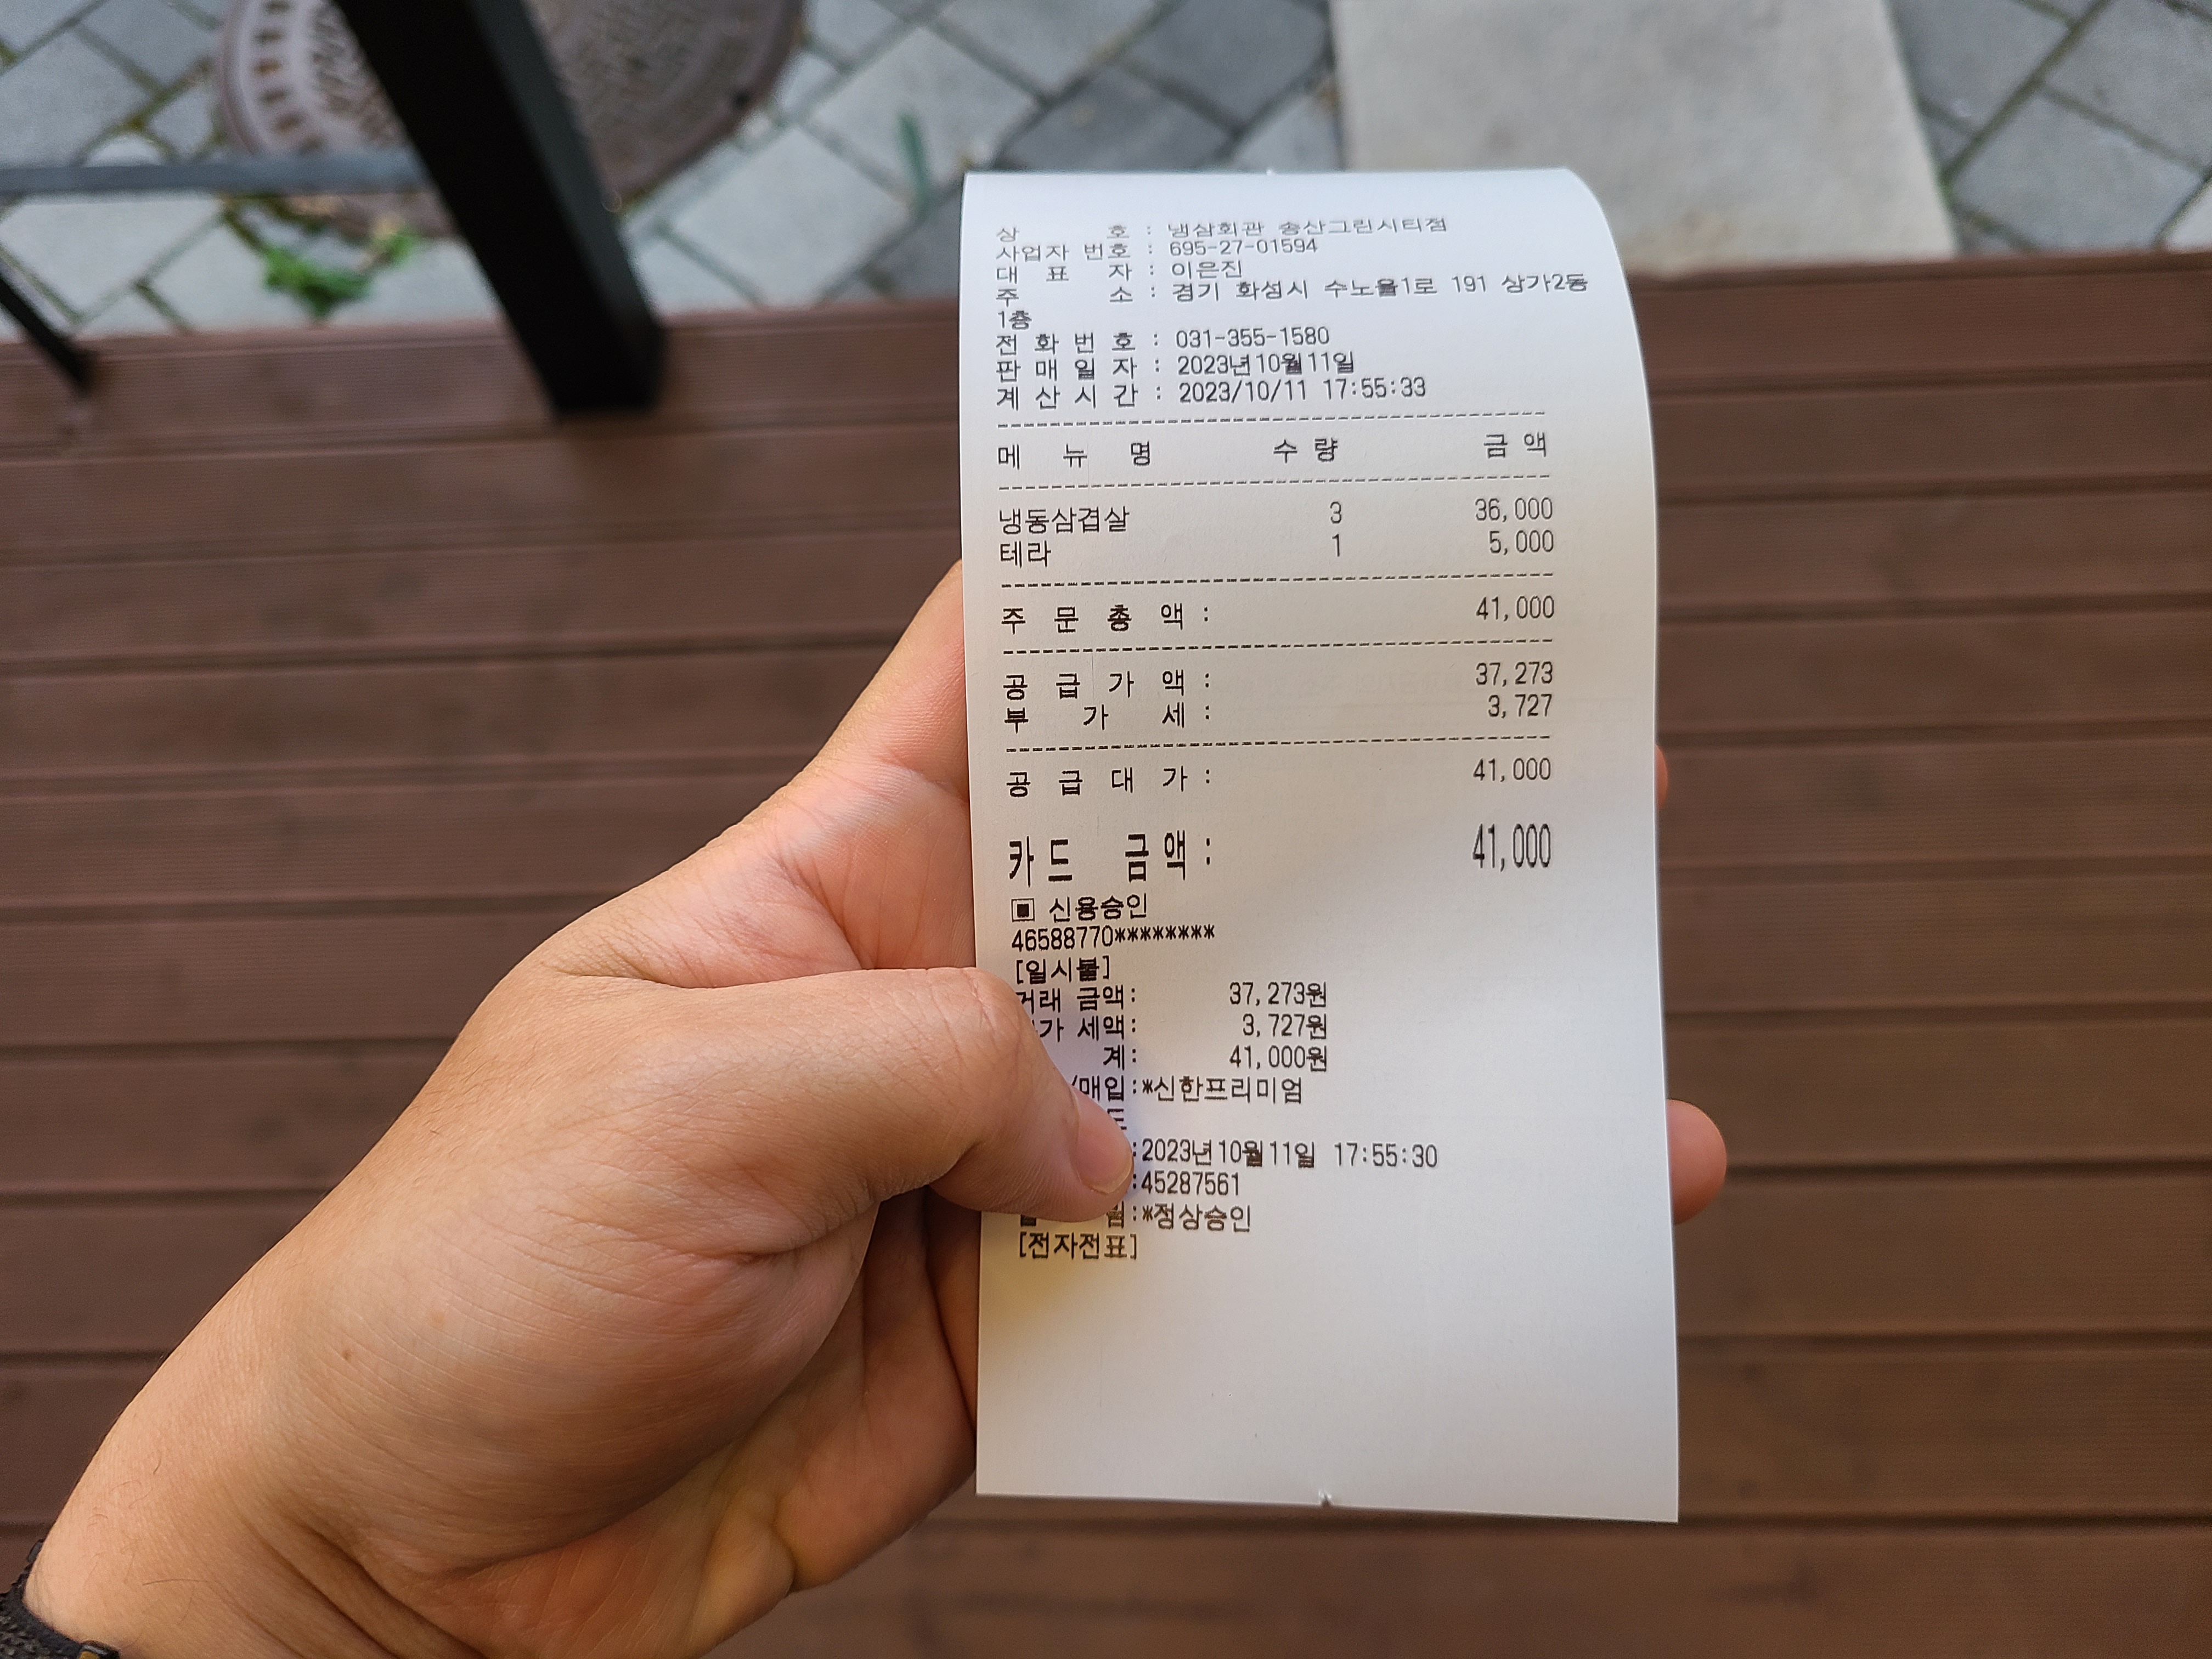 상 호 : 냉삼회관 송산그린시티점
사업자 번호 : 695-27-01594
대 표 자 : 이은진
주 소 : 경기 화성시 수노을1로 191 상가2동
1층
전 화 번 호 : 031-355-1580
판 매 일 자 : 2023년10월11일
계 산 시 간 : 2023/10/11 17:55:33
메 뉴 명 수 량 금 액
냉동삼겹살 3 36,000
테라 1 5,000
주 문 총 액 : 41,000
공 급 가 액 : 37,273
부 가 세 : 3,727
공 급 대 가 : 41,000
카드 금액 : 41,000
▣ 신용승인
46588770********
[일시불]
거래 금액: 37,273원
가 세액: 3,727원
계: 41,000원
/매입:*신한프리미엄
:2023년10월11일 17:55:30
:45287561
:*정상승인
[전자전표]